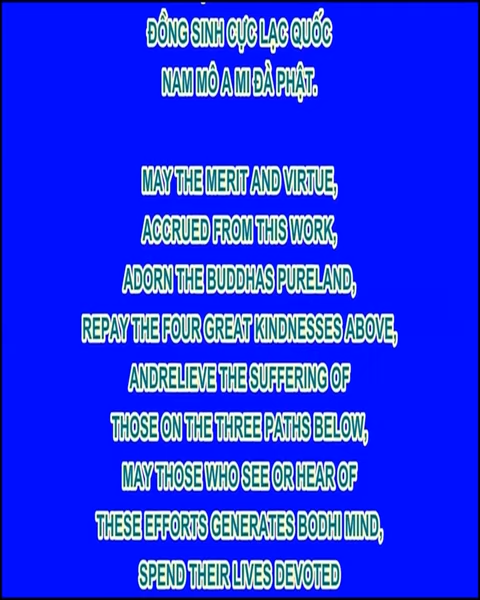 ĐỒNG SINH CỰC LẠC QUỐC
NAM MÔ A MI ĐÀ PHẬT.
MAY THE MERIT AND VIRTUE,
ACCRUED FROM THIS WORK,
ADORN THE BUDDHAS PURELAND,
REPAY THE FOUR GREAT KINDNESSES ABOVE,
ANDRELIEVE THE SUFFERING OF
THOSE ON THE THREE PATHS BELOW,
MAY THOSE WHO SEE OR HEAR OF
THESE EFFORTS GENERATES BODHI MIND,
SPEND THEIR LIVES DEVOTED